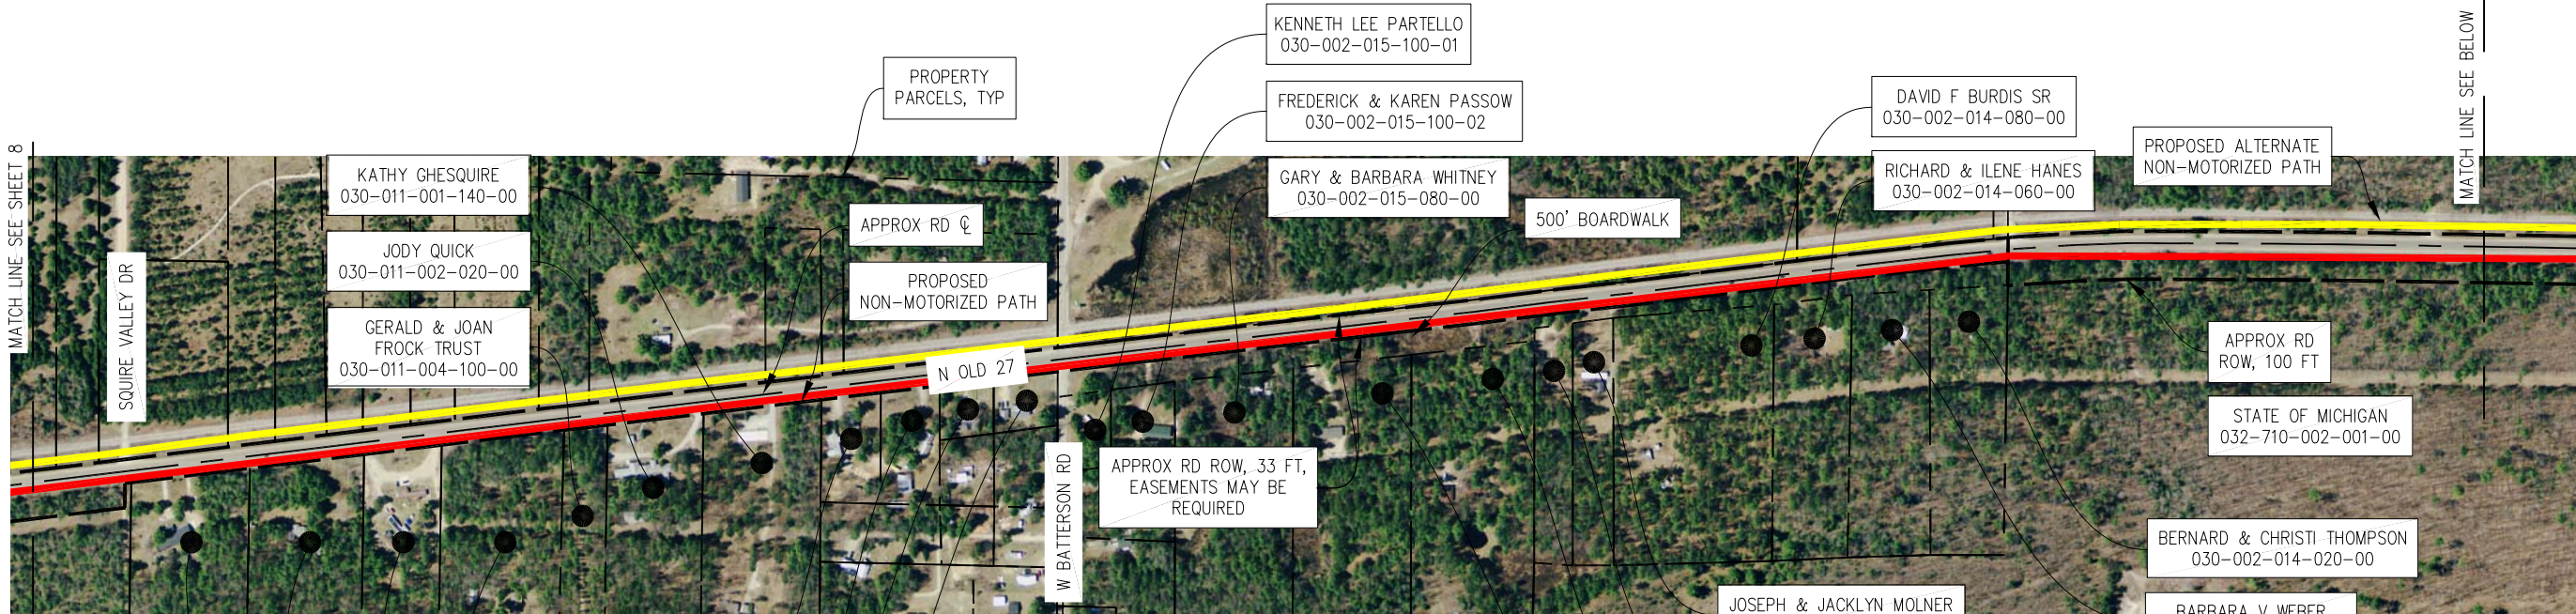 MATCH LINE SEE SHEET 8
SQUIRE VALLEY DR
KATHY GHESQUIRE
030-011-001-140-00
JODY QUICK
030-011-002-020-00
GERALD & JOAN
FROCK TRUST
030-011-004-100-00
PROPERTY
PARCELS, TYP
APPROX RD ℄
PROPOSED
NON-MOTORIZED PATH
N OLD 27
W BATTERSON RD
KENNETH LEE PARTELLO
030-002-015-100-01
FREDERICK & KAREN PASSOW
030-002-015-100-02
GARY & BARBARA WHITNEY
030-002-015-080-00
500' BOARDWALK
APPROX RD ROW, 33 FT,
EASEMENTS MAY BE
REQUIRED
DAVID F BURDIS SR
030-002-014-080-00
RICHARD & ILENE HANES
030-002-014-060-00
PROPOSED ALTERNATE
NON-MOTORIZED PATH
MATCH LINE SEE BELOW
APPROX RD
ROW, 100 FT
STATE OF MICHIGAN
032-710-002-001-00
BERNARD & CHRISTI THOMPSON
030-002-014-020-00
JOSEPH & JACKLYN MOLNER
BARBARA V WEBER